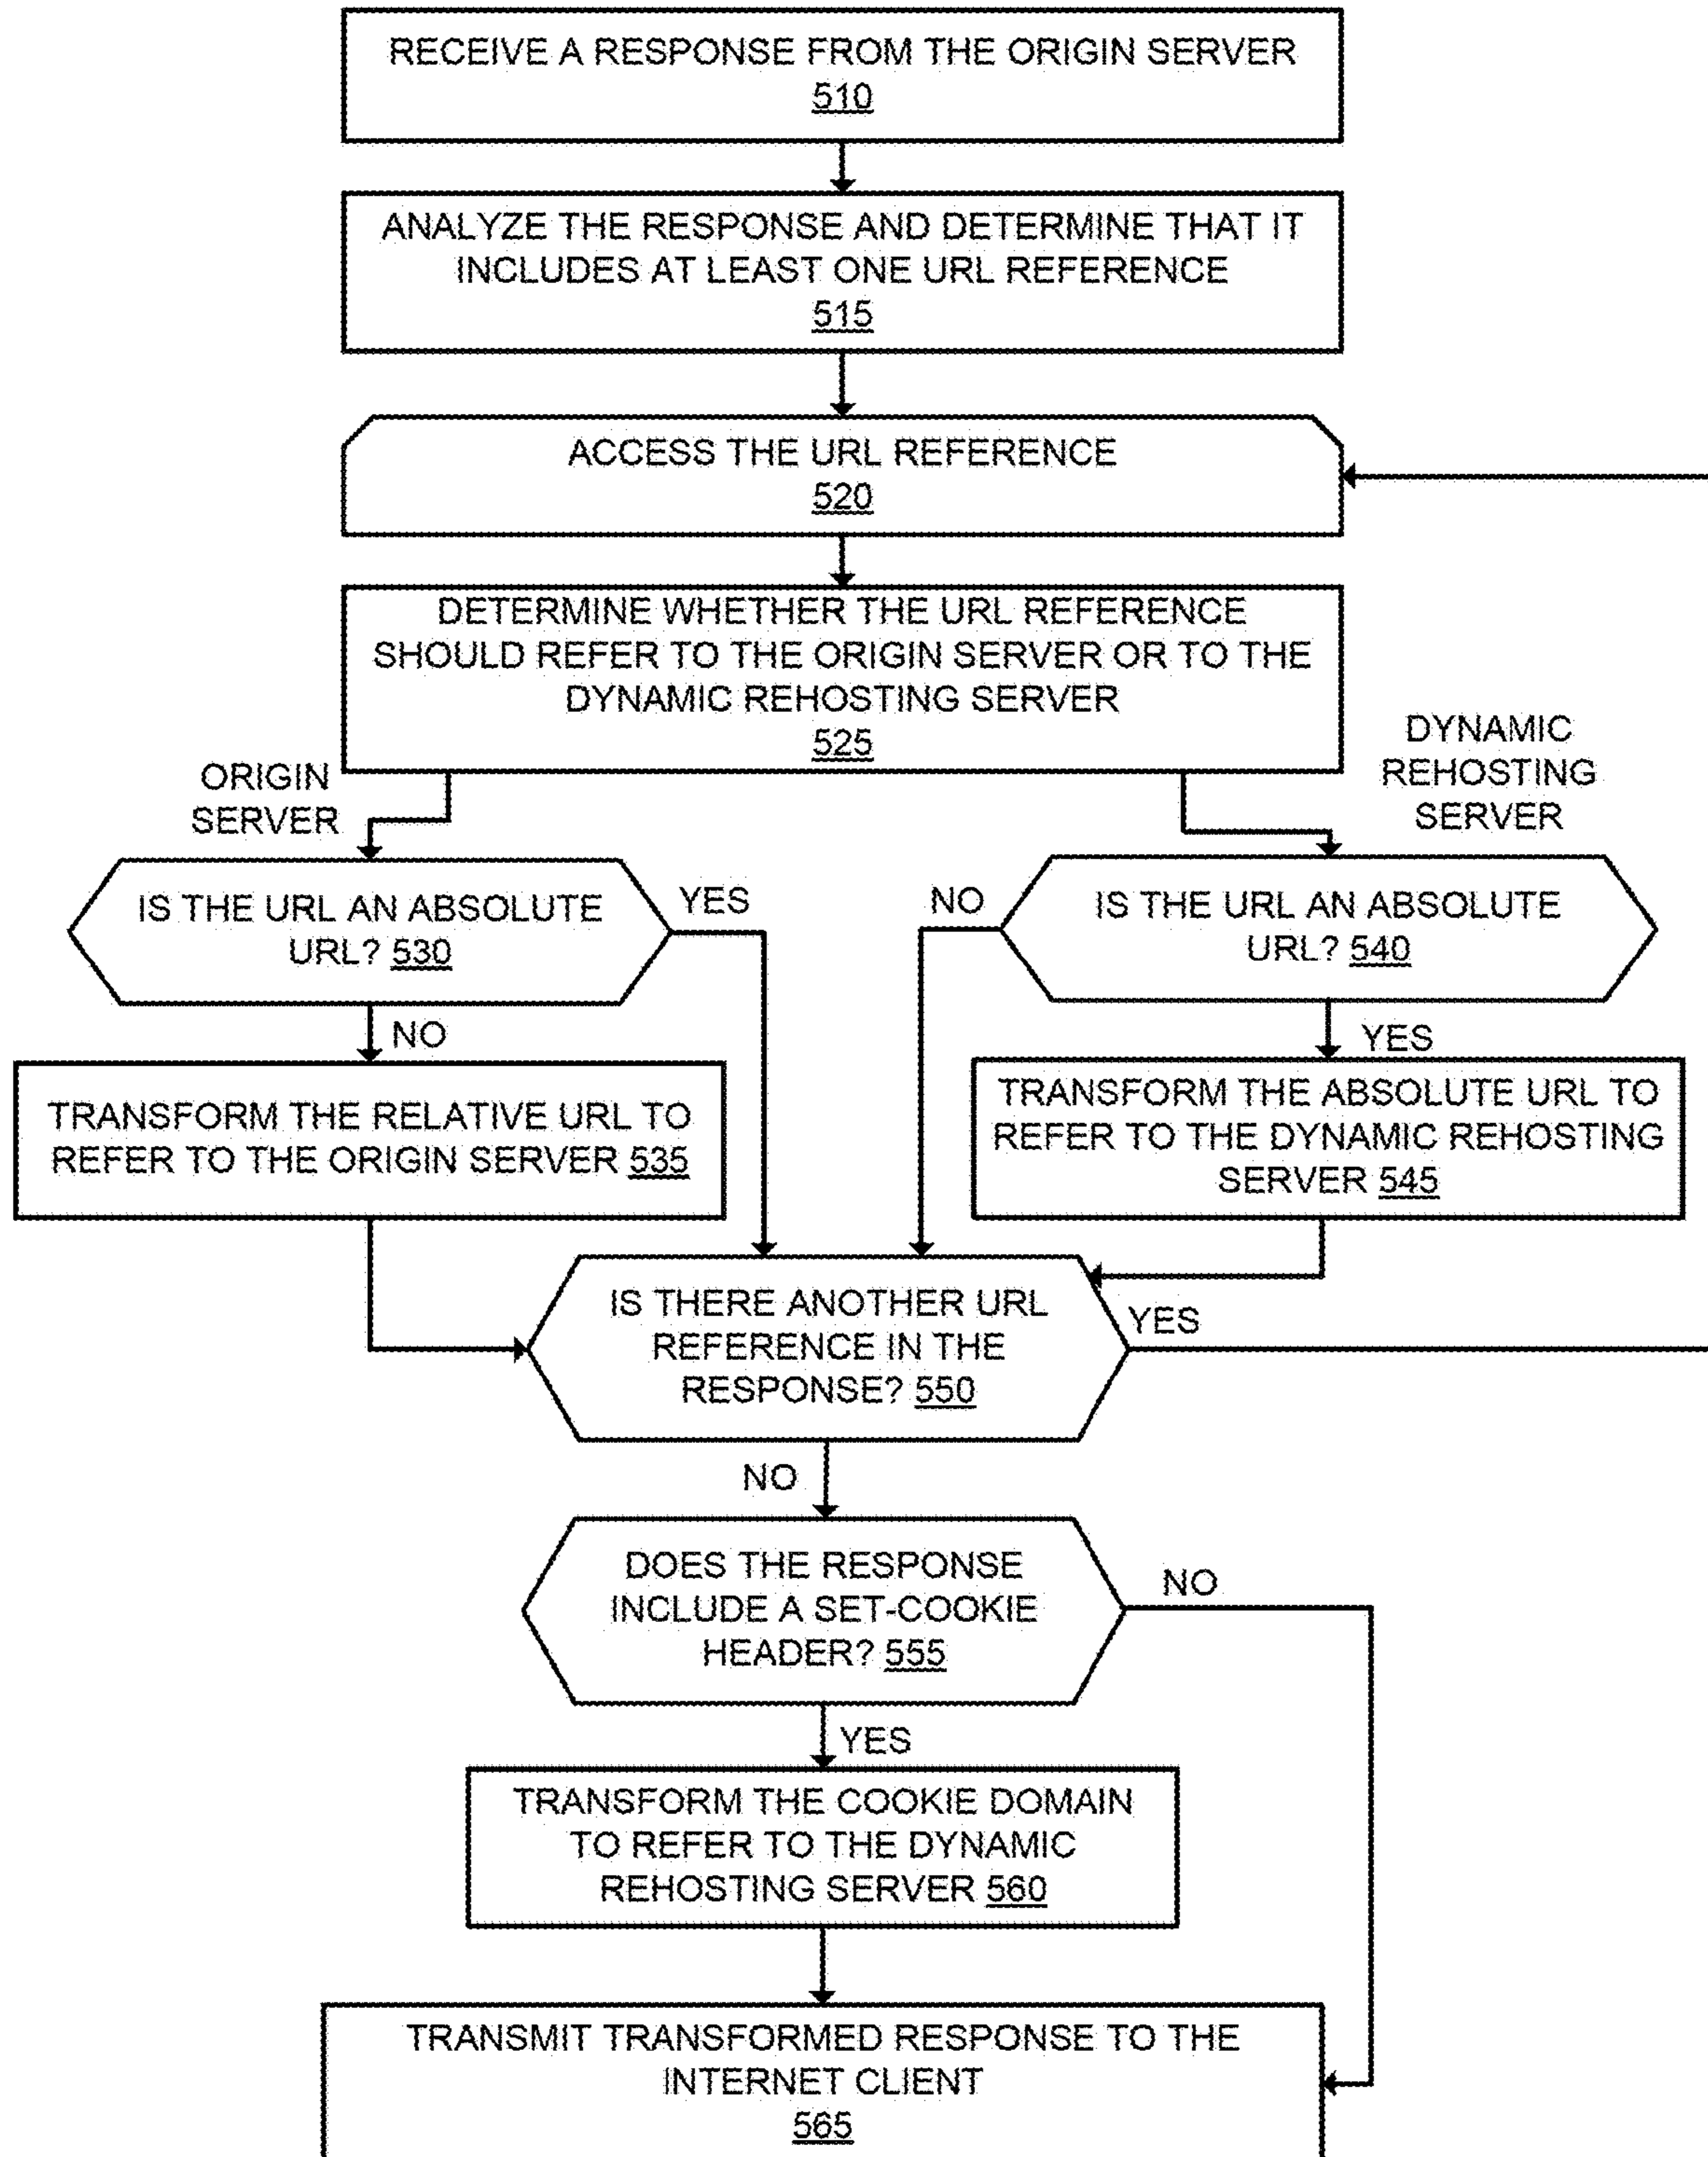 RECEIVE A RESPONSE FROM THE ORIGIN SERVER
510
ANALYZE THE RESPONSE AND DETERMINE THAT IT
INCLUDES AT LEAST ONE URL REFERENCE
515
ACCESS THE URL REFERENCE
520
DETERMINE WHETHER THE URL REFERENCE
SHOULD REFER TO THE ORIGIN SERVER OR TO THE
DYNAMIC REHOSTING SERVER
525
ORIGIN
SERVER
DYNAMIC
REHOSTING
SERVER
IS THE URL AN ABSOLUTE
URL? 530
YES
NO
IS THE URL AN ABSOLUTE
URL? 540
NO
YES
TRANSFORM THE RELATIVE URL TO
REFER TO THE ORIGIN SERVER 535
TRANSFORM THE ABSOLUTE URL TO
REFER TO THE DYNAMIC REHOSTING
SERVER 545
IS THERE ANOTHER URL
REFERENCE IN THE
RESPONSE? 550
YES
NO
DOES THE RESPONSE
INCLUDE A SET-COOKIE
HEADER? 555
NO
YES
TRANSFORM THE COOKIE DOMAIN
TO REFER TO THE DYNAMIC
REHOSTING SERVER 560
TRANSMIT TRANSFORMED RESPONSE TO THE
INTERNET CLIENT
565